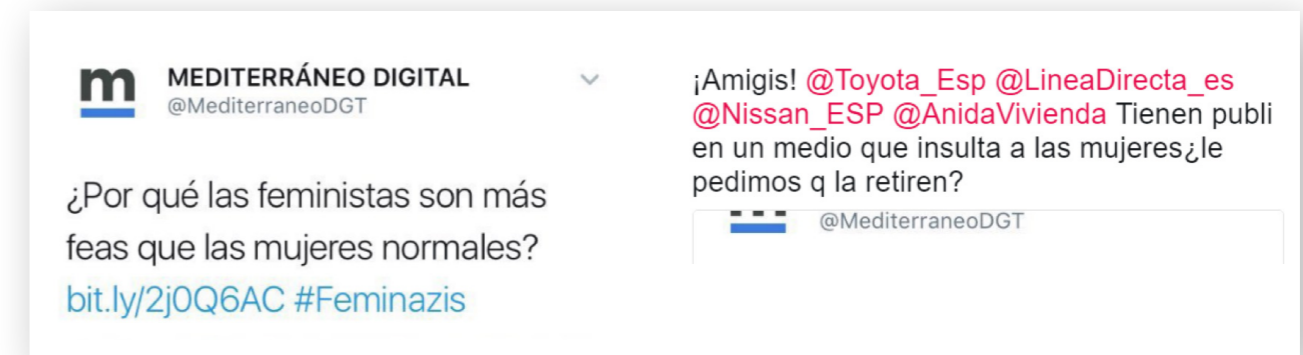 m
MEDITERRÁNEO DIGITAL
@MediterraneoDGT
¿Por qué las feministas son más
feas que las mujeres normales?
bit.ly/2j0Q6AC #Feminazis
¡Amigis! @Toyota_Esp @LineaDirecta_es
@Nissan_ESP @AnidaVivienda Tienen publi
en un medio que insulta a las mujeres¿le
pedimos q la retiren?
@MediterraneoDGT